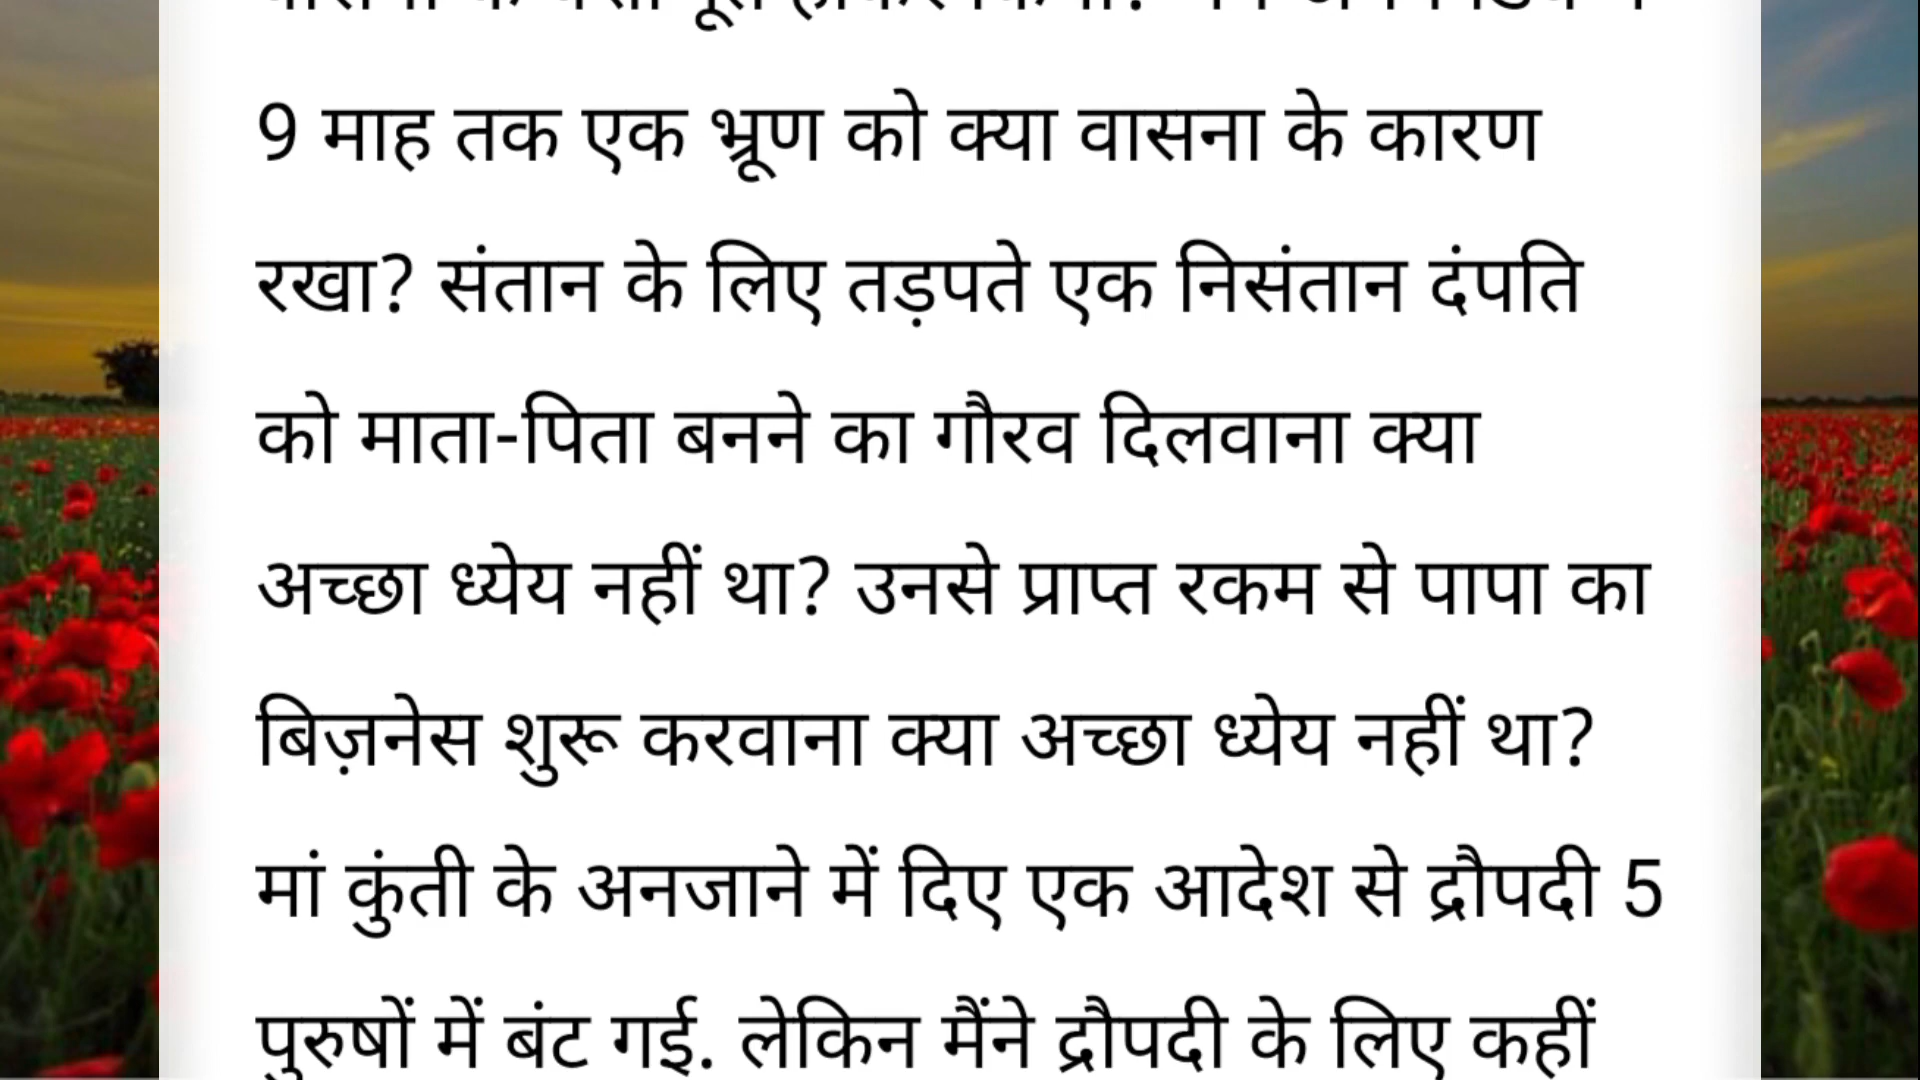 9 माह तक एक भ्रूण को क्या वासना के कारण
रखा? संतान के लिए तड़पते एक निसंतान दंपति
को माता-पिता बनने का गौरव दिलवाना क्या
अच्छा ध्येय नहीं था? उनसे प्राप्त रकम से पापा का
बिज़नेस शुरू करवाना क्या अच्छा ध्येय नहीं था?
मां कुंती के अनजाने में दिए एक आदेश से द्रौपदी 5
पुरुषों में बंट गई. लेकिन मैंने द्रौपदी के लिए कहीं